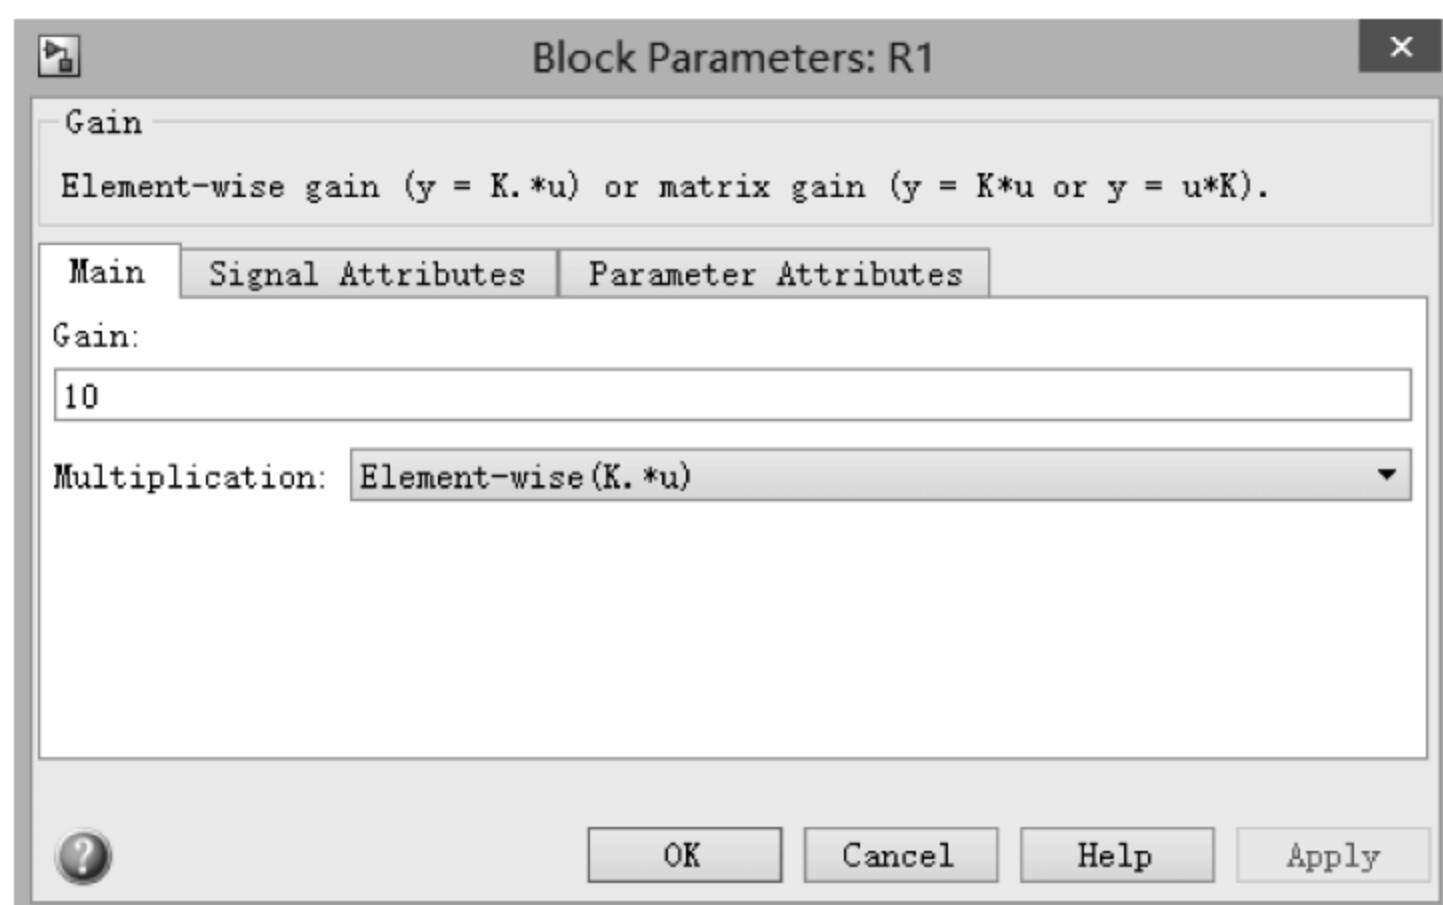 Block Parameters: R1
×
Gain
Element-wise gain (y = K.*u) or matrix gain (y = K*u or y = u*K).
Main Signal Attributes Parameter Attributes
Gain:
10
Multiplication: Element-wise(K.*u)
? OK Cancel Help Apply